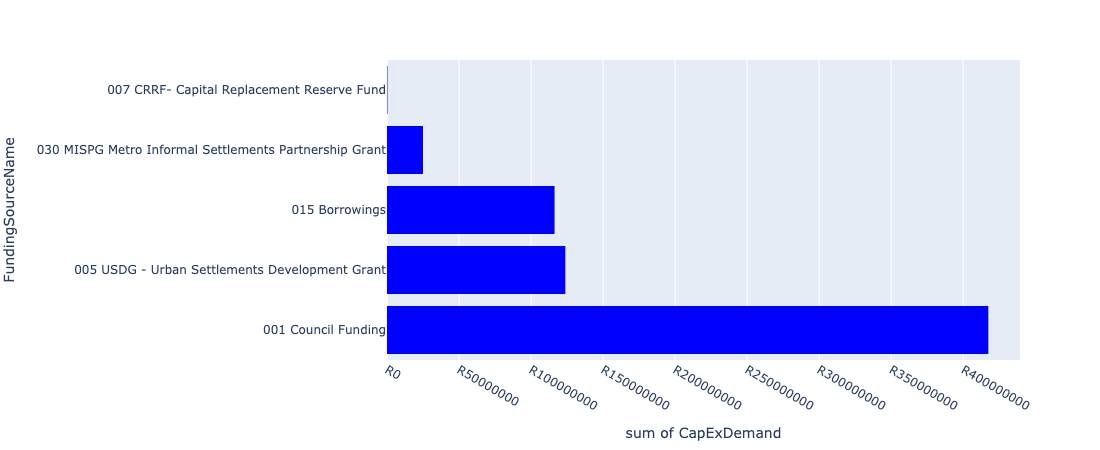 FundingSourceName
007 CRRF- Capital Replacement Reserve Fund
030 MISPG Metro Informal Settlements Partnership Grant
015 Borrowings
005 USDG - Urban Settlements Development Grant
001 Council Funding
R0
R50000000
R100000000
R150000000
R200000000
R250000000
R300000000
R350000000
R400000000
sum of CapExDemand